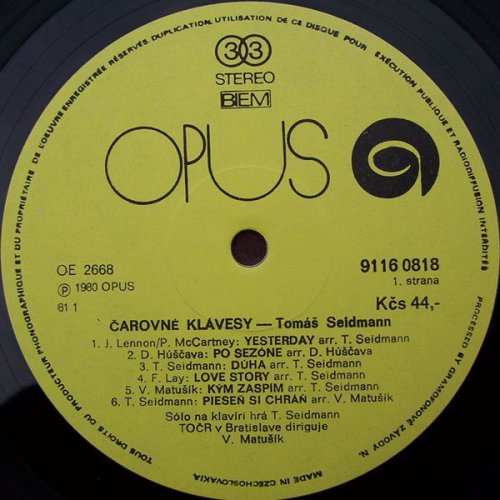 TOUS DROITS DU PRODUCTEUR PHONOGRAPHIQUE ET DU PROPRIÉTAIRE DE L'OEUVRE ENREGISTRÉE RÉSERVÉS. DUPLICATION, UTILISATION DE CE DISQUE POUR EXÉCUTION PUBLIQUE ET RADIODIFFUSION INTERDITES
33
STEREO
BIEM
OPUS
OE 2668
℗ 1980 OPUS
81 1
9116 0818
1. strana
Kčs 44,-
ČAROVNÉ KLÁVESY — Tomáš Seidmann
1. J. Lennon/P. McCartney: YESTERDAY arr. T. Seidmann
2. D. Húščava: PO SEZÓNE arr. D. Húščava
3. T. Seidmann: DÚHA arr. T. Seidmann
4. F. Lay: LOVE STORY arr. T. Seidmann
5. V. Matušík: KÝM ZASPÍM arr. T. Seidmann
6. T. Seidmann: PIESEŇ SI CHRÁŇ arr. V. Matušík
Sólo na klavíri hrá T. Seidmann
TOČR v Bratislave diriguje
V. Matušík
MADE IN CZECHOSLOVAKIA
PROCESSED BY GRAMOFONOVÉ ZÁVODY, N.